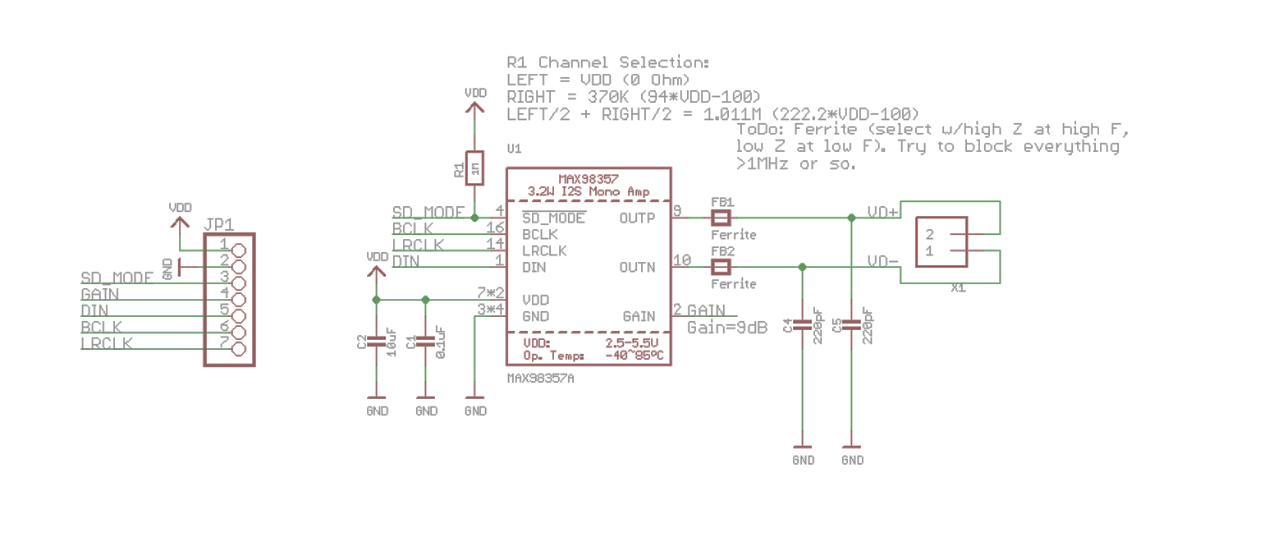 R1 Channel Selection:
LEFT = VDD (0 Ohm)
RIGHT = 370K (94*VDD-100)
LEFT/2 + RIGHT/2 = 1.011M (222.2*VDD-100)
ToDo: Ferrite (select w/high Z at high F,
low Z at low F). Try to block everything
>1MHz or so.
VDD
R1
1M
U1
MAX98357
3.2W I2S Mono Amp
SD_MODE
4
SD_MODE
OUTP
9
BCLK
16
BCLK
LRCLK
14
LRCLK
DIN
1
DIN
OUTN
10
7*2
VDD
3*4
GND
GAIN
2
GAIN
Gain=9dB
VDD: 2.5-5.5V
Op. Temp: -40~85ºC
MAX98357A
FB1
Ferrite
FB2
Ferrite
VO+
VO-
2
1
X1
C4
220pF
C5
220pF
GND
GND
VDD
C2
10uF
C1
0.1uF
GND
GND
GND
VDD
JP1
GND
1
2
SD_MODE
3
GAIN
4
DIN
5
BCLK
6
LRCLK
7